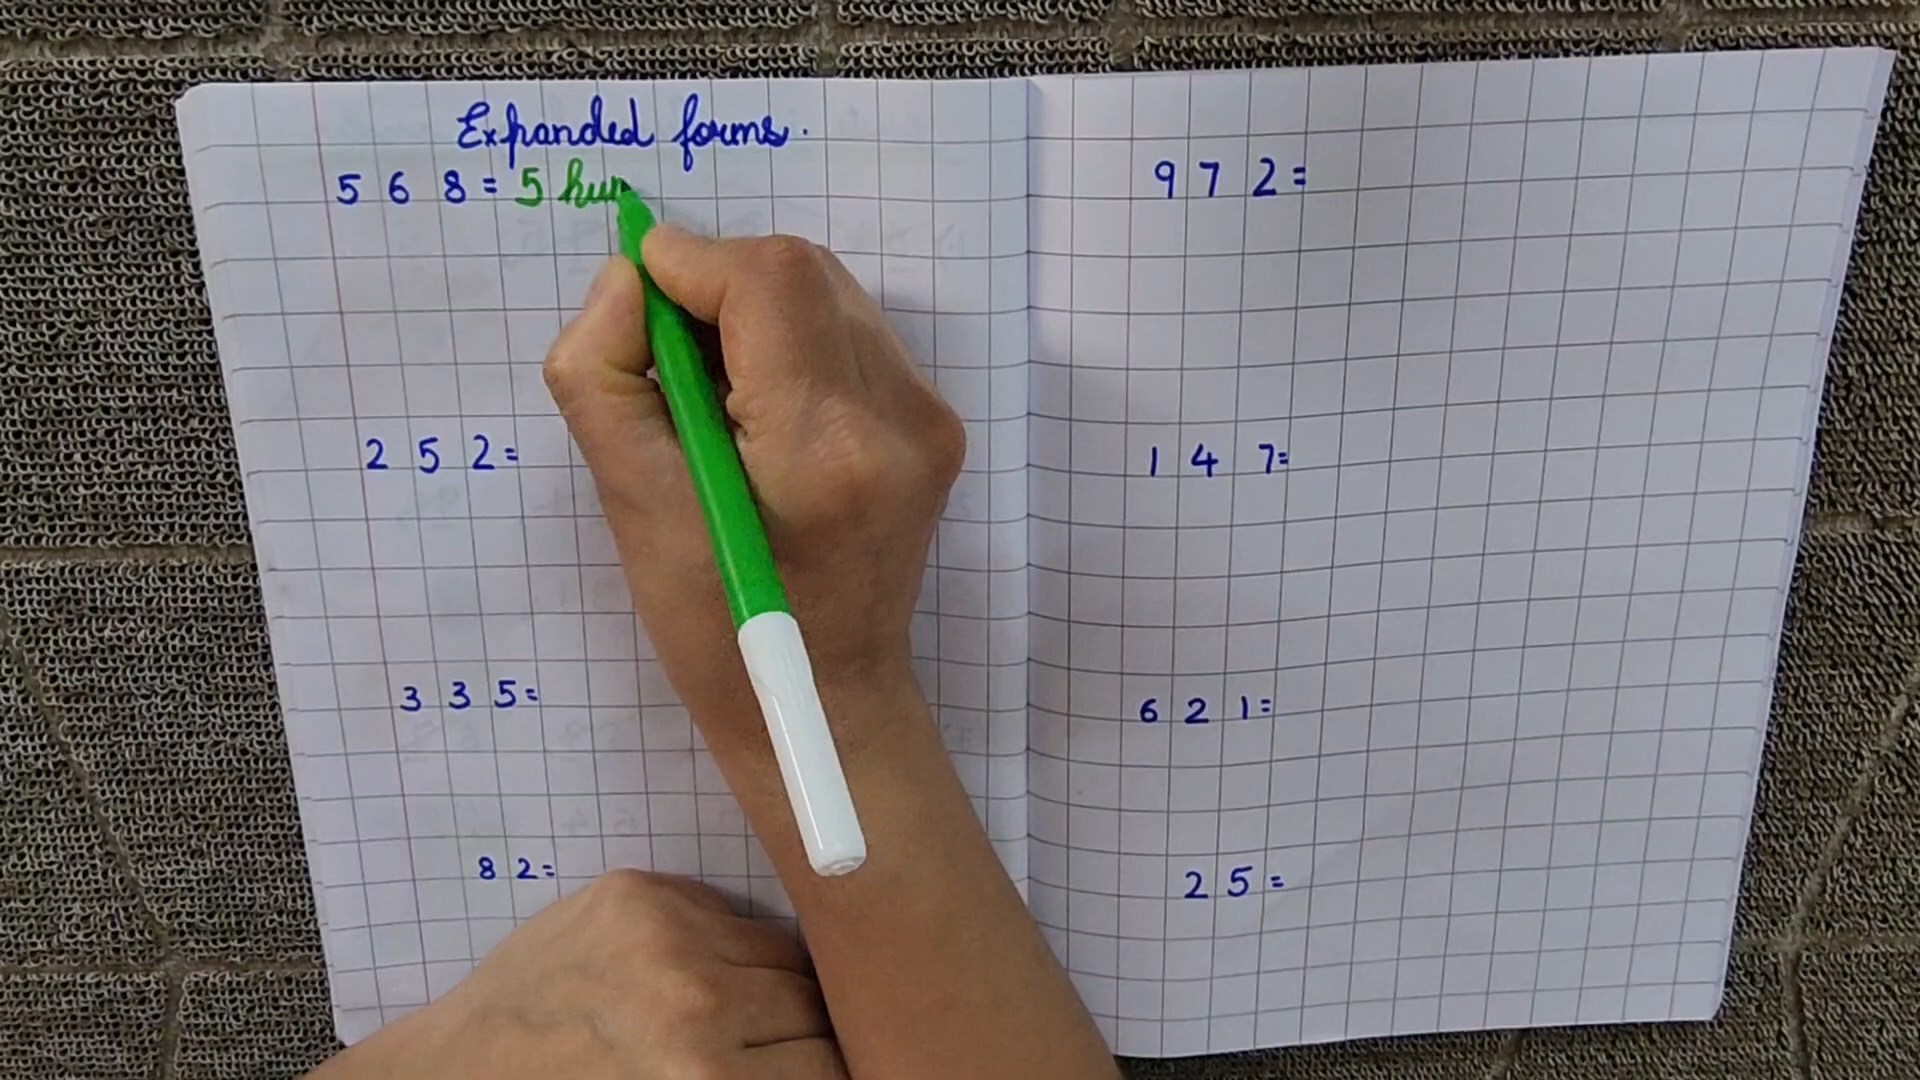 Expanded forms.
5 6 8 = 5 hun
2 5 2 =
3 3 5 =
8 2 =
9 7 2 =
1 4 7 =
6 2 1 =
2 5 =